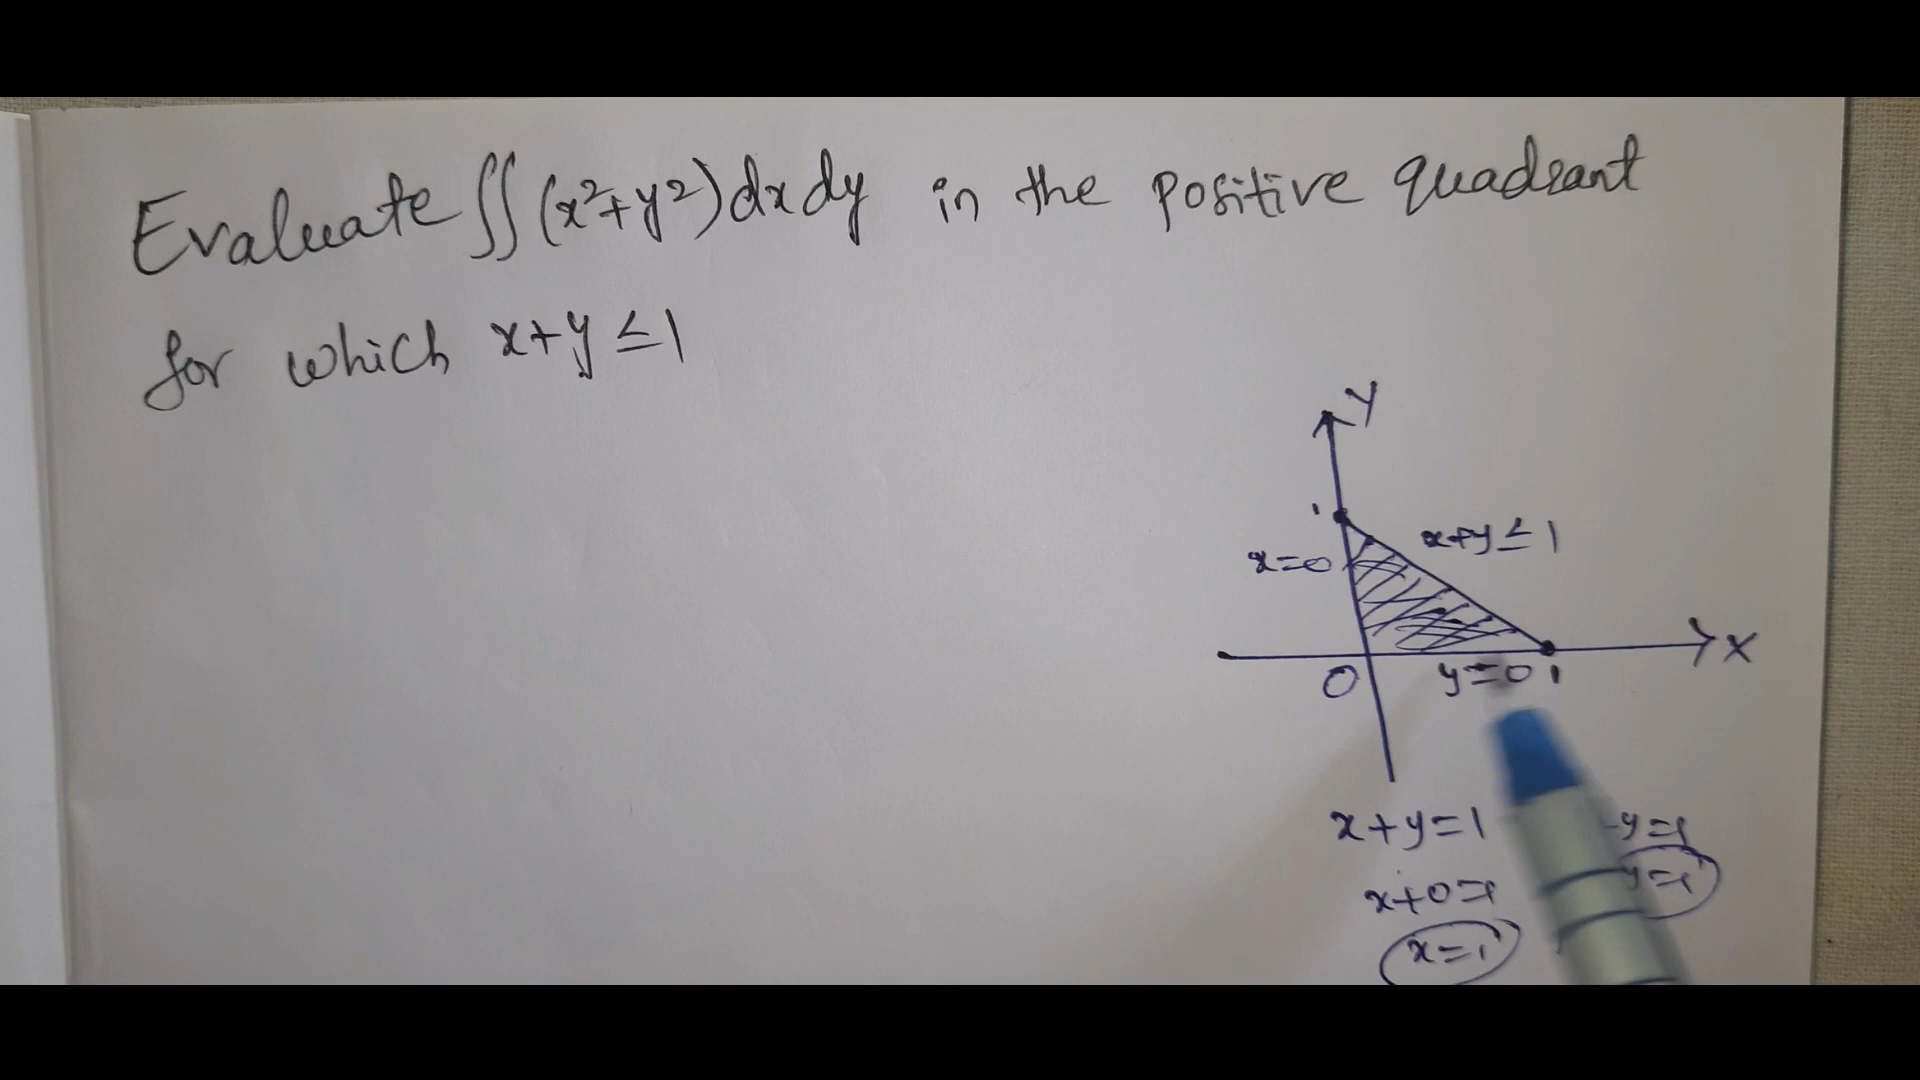 Evaluate ∬(x²+y²)dxdy in the positive quadrant
for which x+y≤1
Y
1
x+y≤1
x=0
X
O
y=0 1
x+y=1
-y=1
x+0=1
y=1
x=1